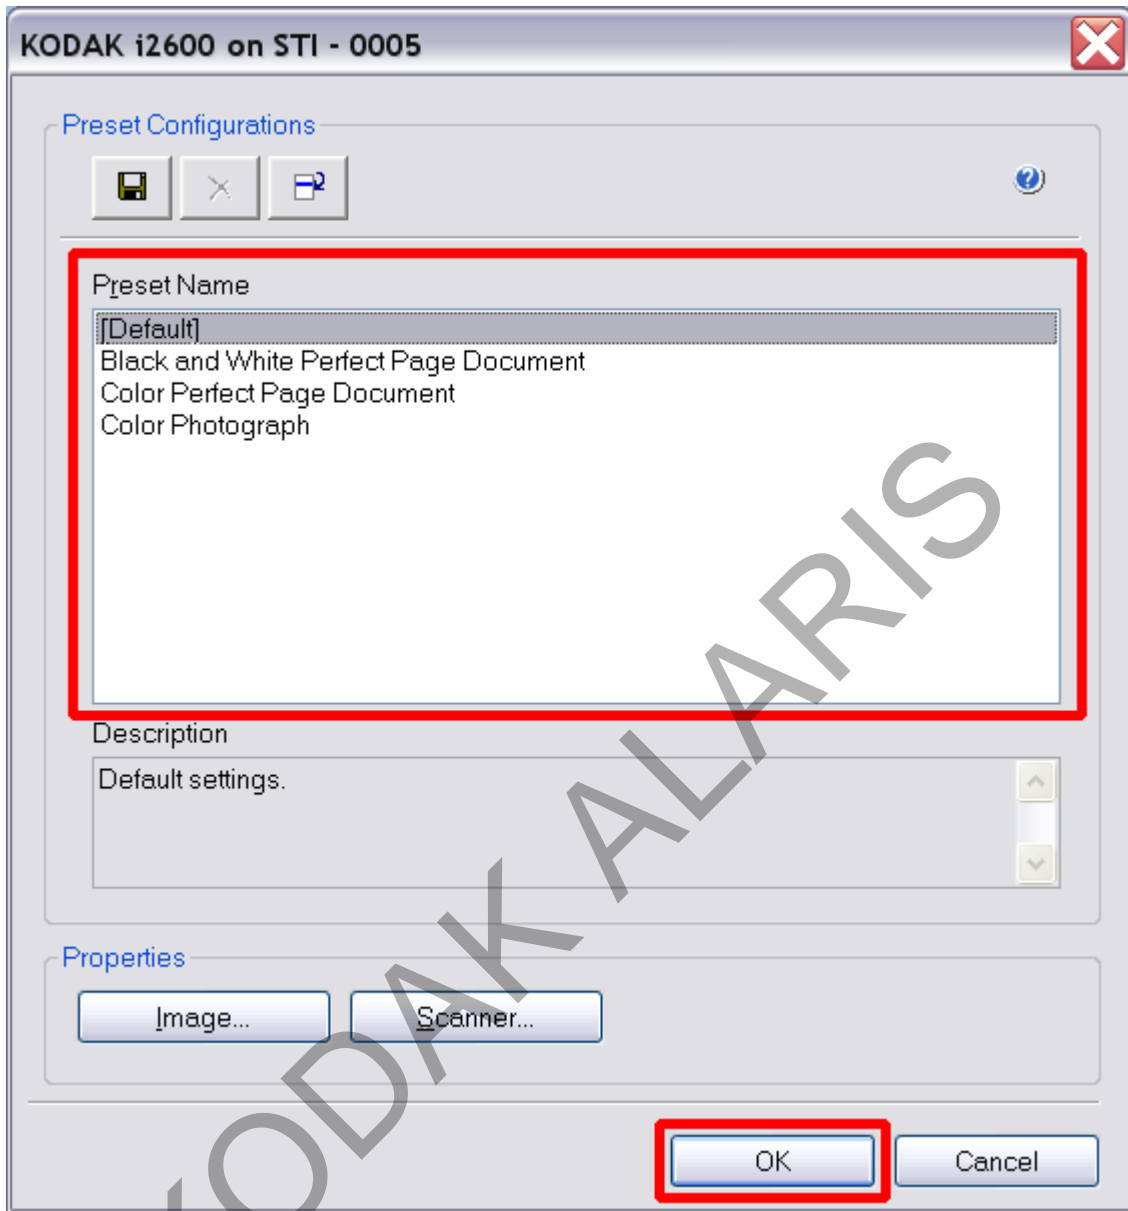 KODAK i2600 on STI - 0005
Preset Configurations
Preset Name
[Default]
Black and White Perfect Page Document
Color Perfect Page Document
Color Photograph
Description
Default settings.
Properties
Image...
Scanner...
OK
Cancel
KODAK ALARIS